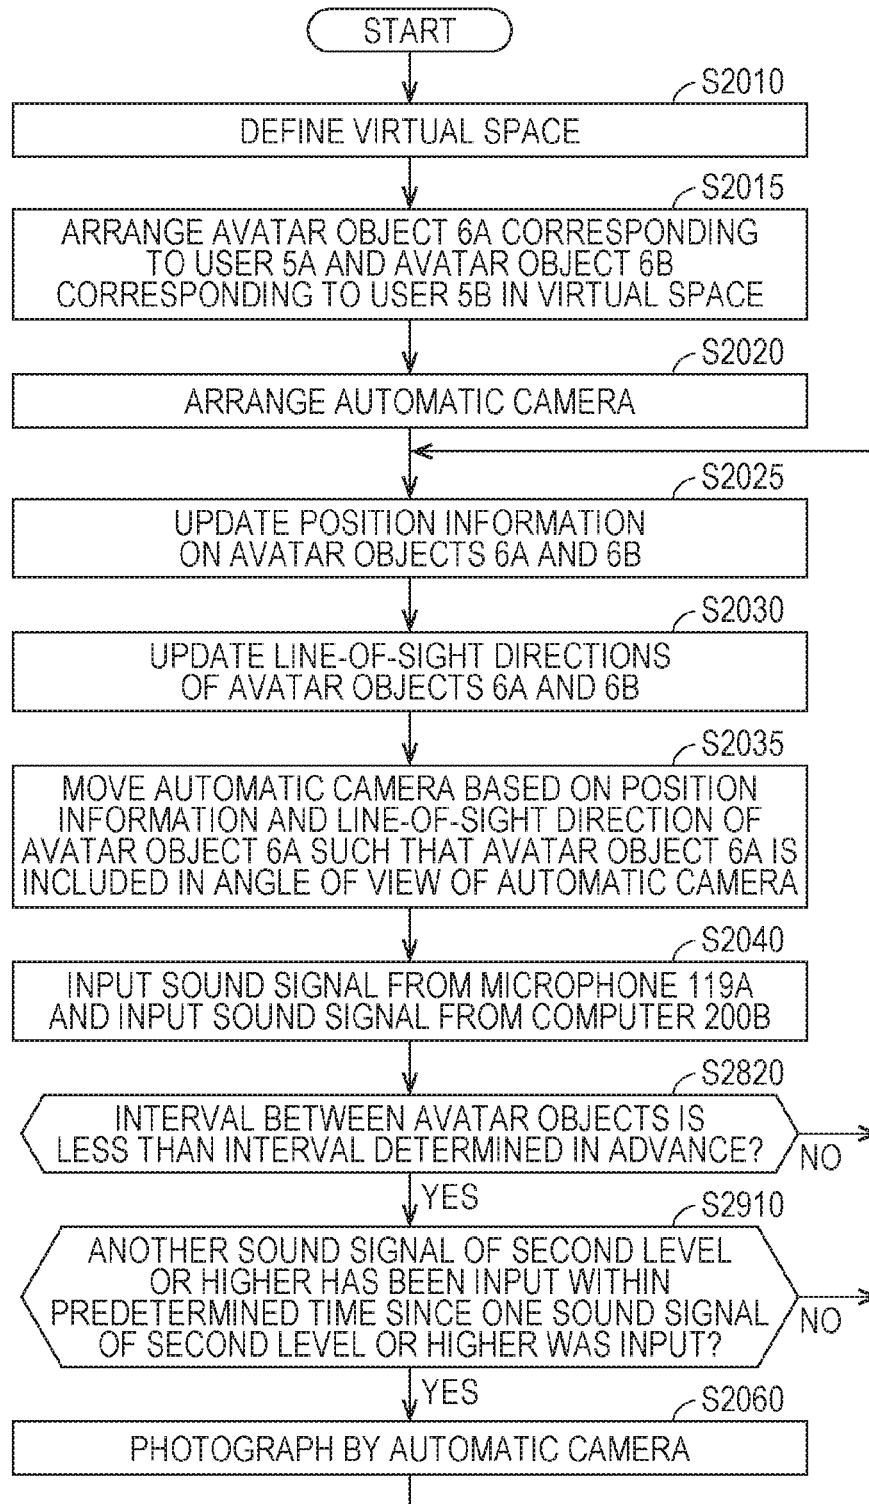 START
S2010
DEFINE VIRTUAL SPACE
S2015
ARRANGE AVATAR OBJECT 6A CORRESPONDING
TO USER 5A AND AVATAR OBJECT 6B
CORRESPONDING TO USER 5B IN VIRTUAL SPACE
S2020
ARRANGE AUTOMATIC CAMERA
S2025
UPDATE POSITION INFORMATION
ON AVATAR OBJECTS 6A AND 6B
S2030
UPDATE LINE-OF-SIGHT DIRECTIONS
OF AVATAR OBJECTS 6A AND 6B
S2035
MOVE AUTOMATIC CAMERA BASED ON POSITION
INFORMATION AND LINE-OF-SIGHT DIRECTION OF
AVATAR OBJECT 6A SUCH THAT AVATAR OBJECT 6A IS
INCLUDED IN ANGLE OF VIEW OF AUTOMATIC CAMERA
S2040
INPUT SOUND SIGNAL FROM MICROPHONE 119A
AND INPUT SOUND SIGNAL FROM COMPUTER 200B
S2820
INTERVAL BETWEEN AVATAR OBJECTS IS
LESS THAN INTERVAL DETERMINED IN ADVANCE?
NO
YES
S2910
ANOTHER SOUND SIGNAL OF SECOND LEVEL
OR HIGHER HAS BEEN INPUT WITHIN
PREDETERMINED TIME SINCE ONE SOUND SIGNAL
OF SECOND LEVEL OR HIGHER WAS INPUT?
NO
YES
S2060
PHOTOGRAPH BY AUTOMATIC CAMERA